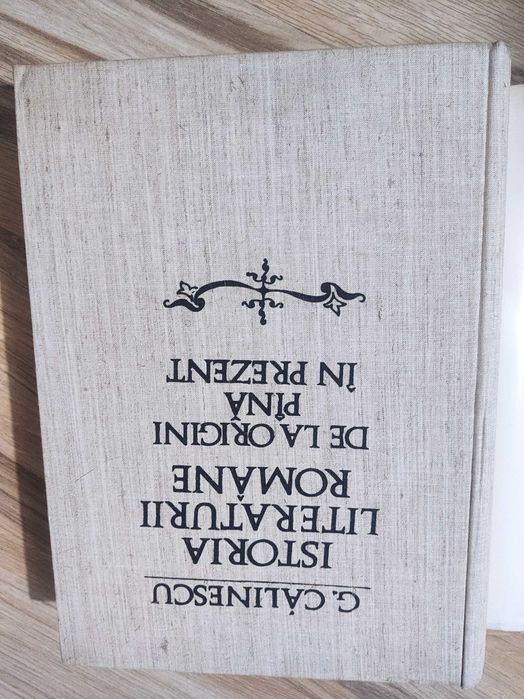 G. CĂLINESCU
ISTORIA
LITERATURII
ROMÂNE
DE LA ORIGINI
PÎNĂ
ÎN PREZENT